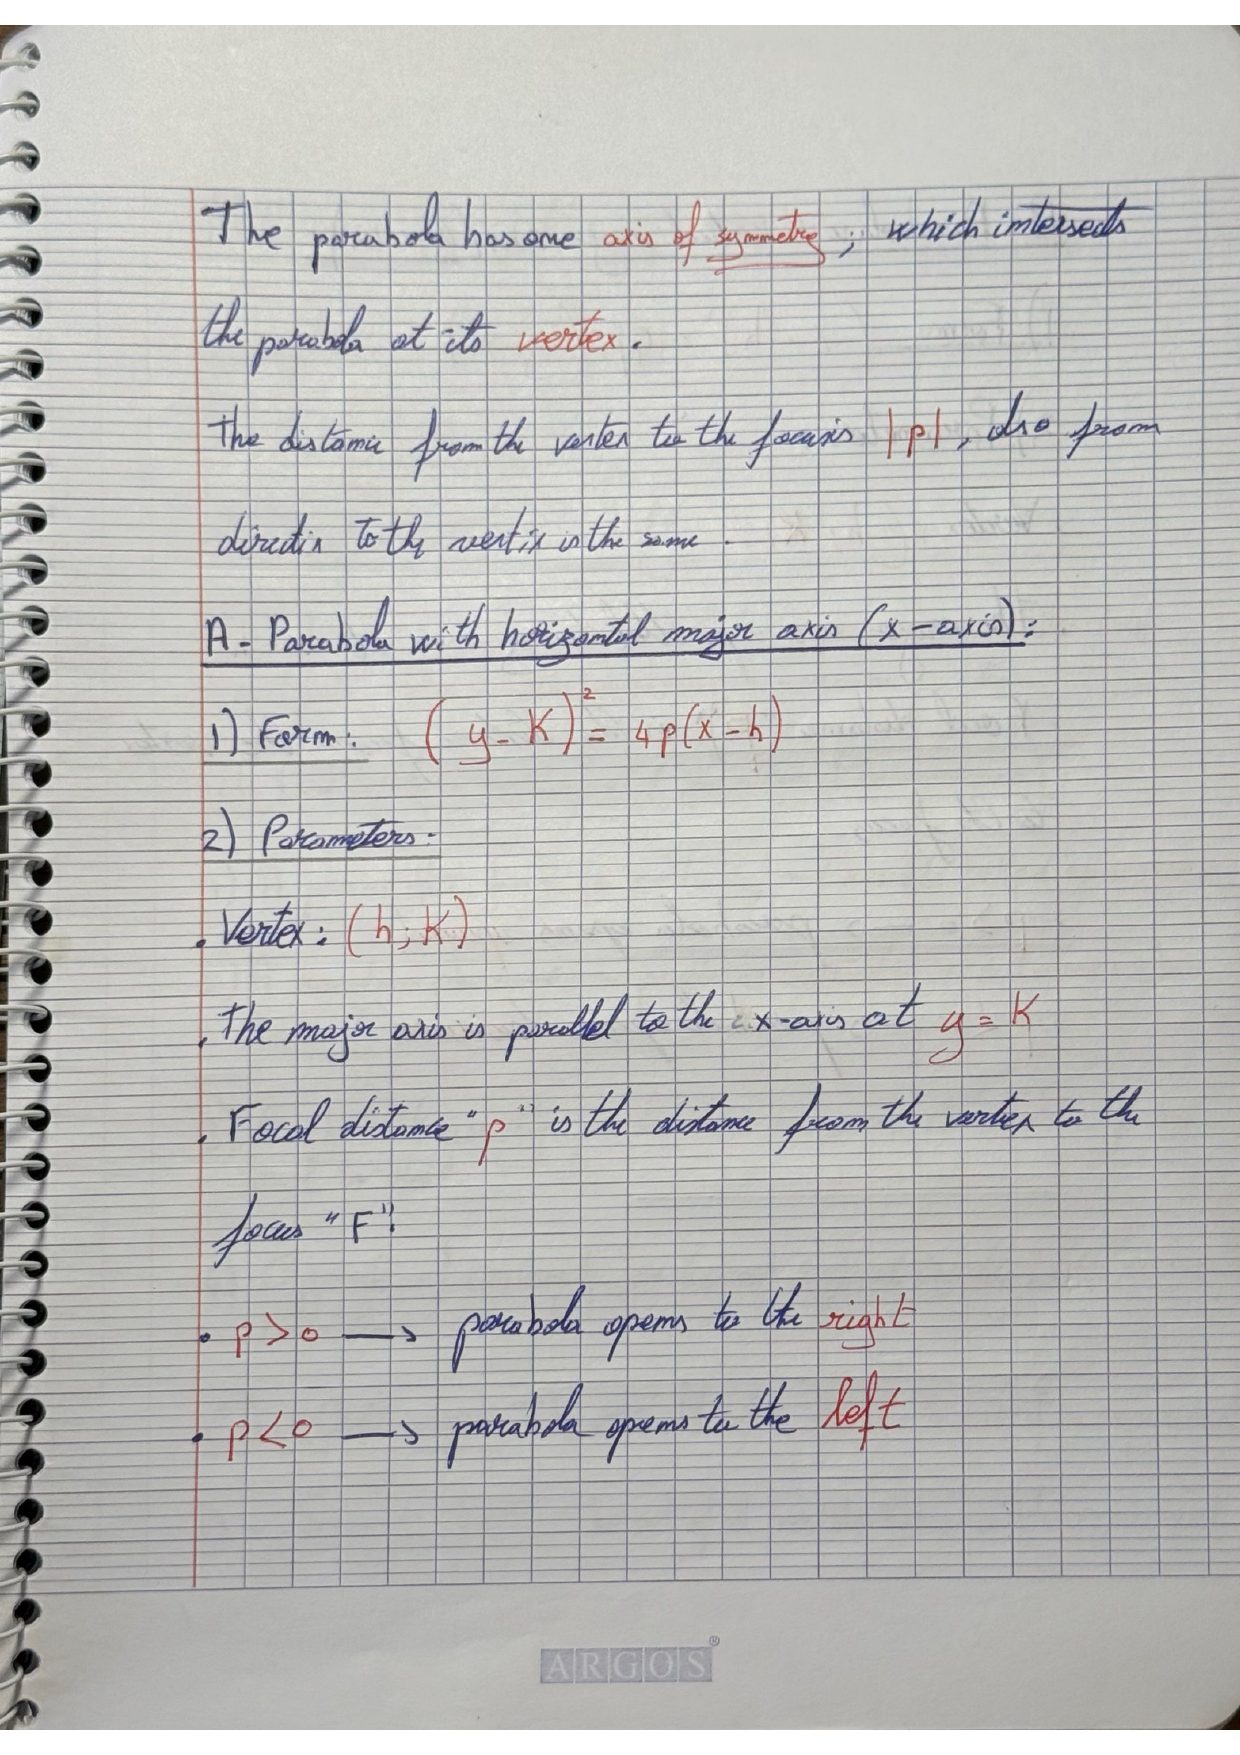 The parabola has one axis of symmetry; which intersects
the parabola at its vertex.
The distance from the vertex to the focus is |p|, also from
directix to the vertix is the same.
A- Parabola with horizontal major axis (x-axis):
1) Form: (y-K)² = 4p(x-h)
2) Parameters:
. Vertex: (h; K)
. The major axis is parallel to the x-axis at y = K
. Focal distance "p" is the distance from the vertex to the
focus "F".
. p>0 → parabola opens to the right
. p<0 → parabola opens to the left
ARGOS®